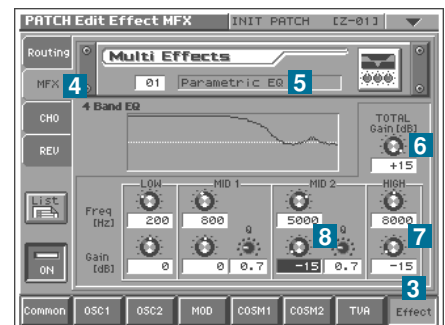 PATCH Edit Effect MFX INIT PATCH [Z-01]
Routing
Multi Effects
MFX 4
01 Parametric EQ 5
4 Band EQ
CHO
TOTAL
Gain[dB]
6
REV
+15
LOW MID 1 MID 2 HIGH
List
Freq
[Hz]
200 800 5000 8000
Q Q
8 7
Gain
[dB]
0 0 0.7 -15 0.7 -15
ON
3
Common OSC1 OSC2 MOD COSM1 COSM2 TVA Effect